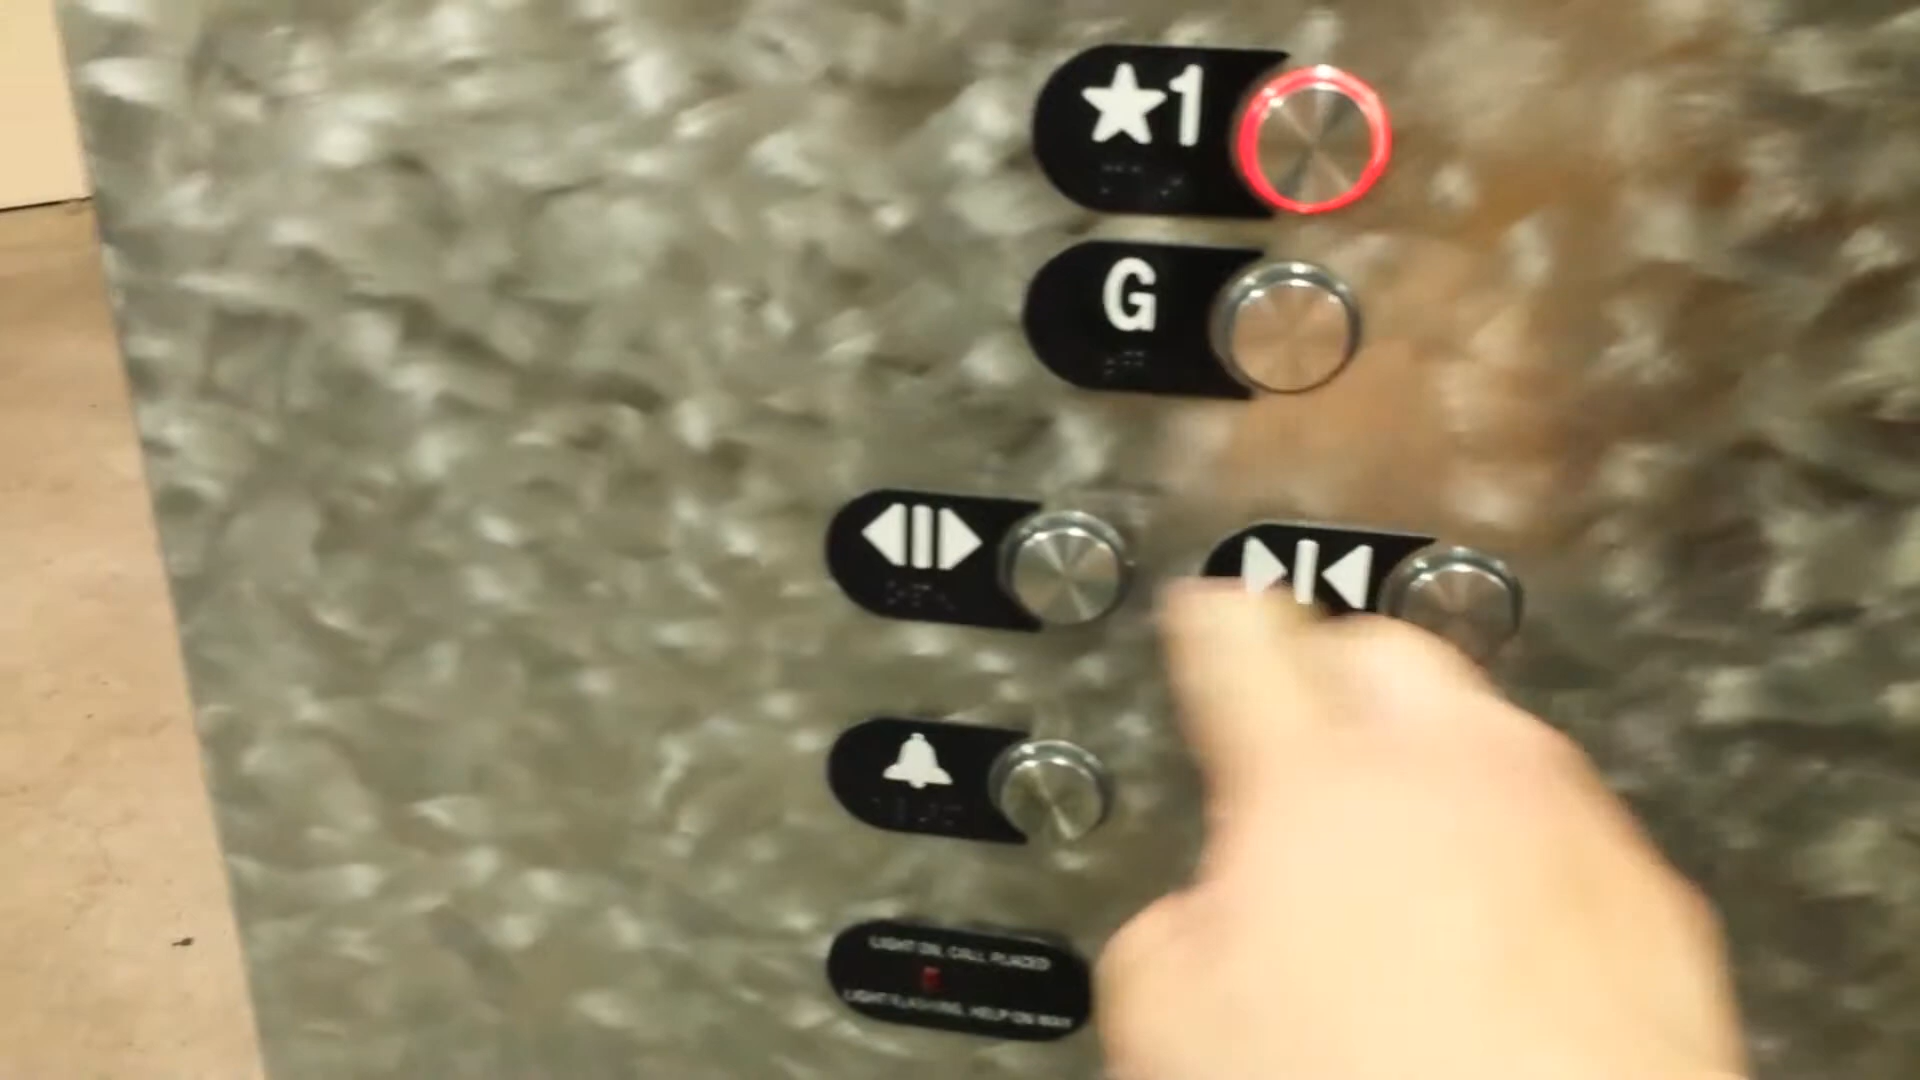 ★1
G
LIGHT ON, CALL PLACED
LIGHT FLASHING, HELP ON WAY